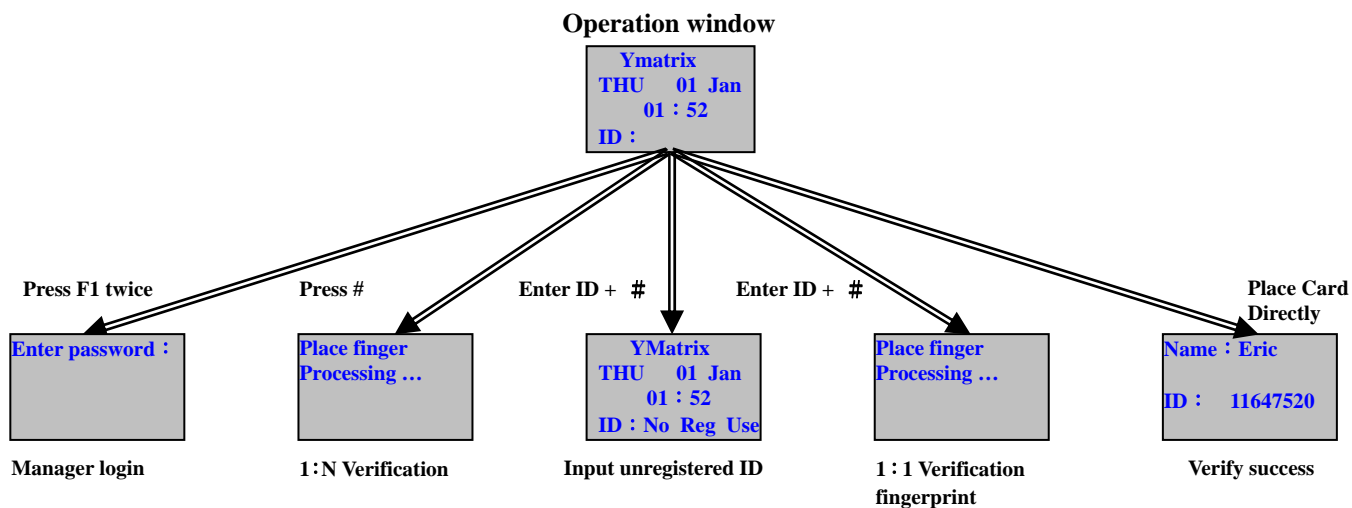 Operation window
Ymatrix
THU 01 Jan
01：52
ID：
Press F1 twice
Press #
Enter ID + ＃
Enter ID + ＃
Place Card
Directly
Enter password：
Place finger
Processing …
YMatrix
THU 01 Jan
01：52
ID：No Reg Use
Place finger
Processing …
Name：Eric
ID： 11647520
Manager login
1：N Verification
Input unregistered ID
1：1 Verification
fingerprint
Verify success